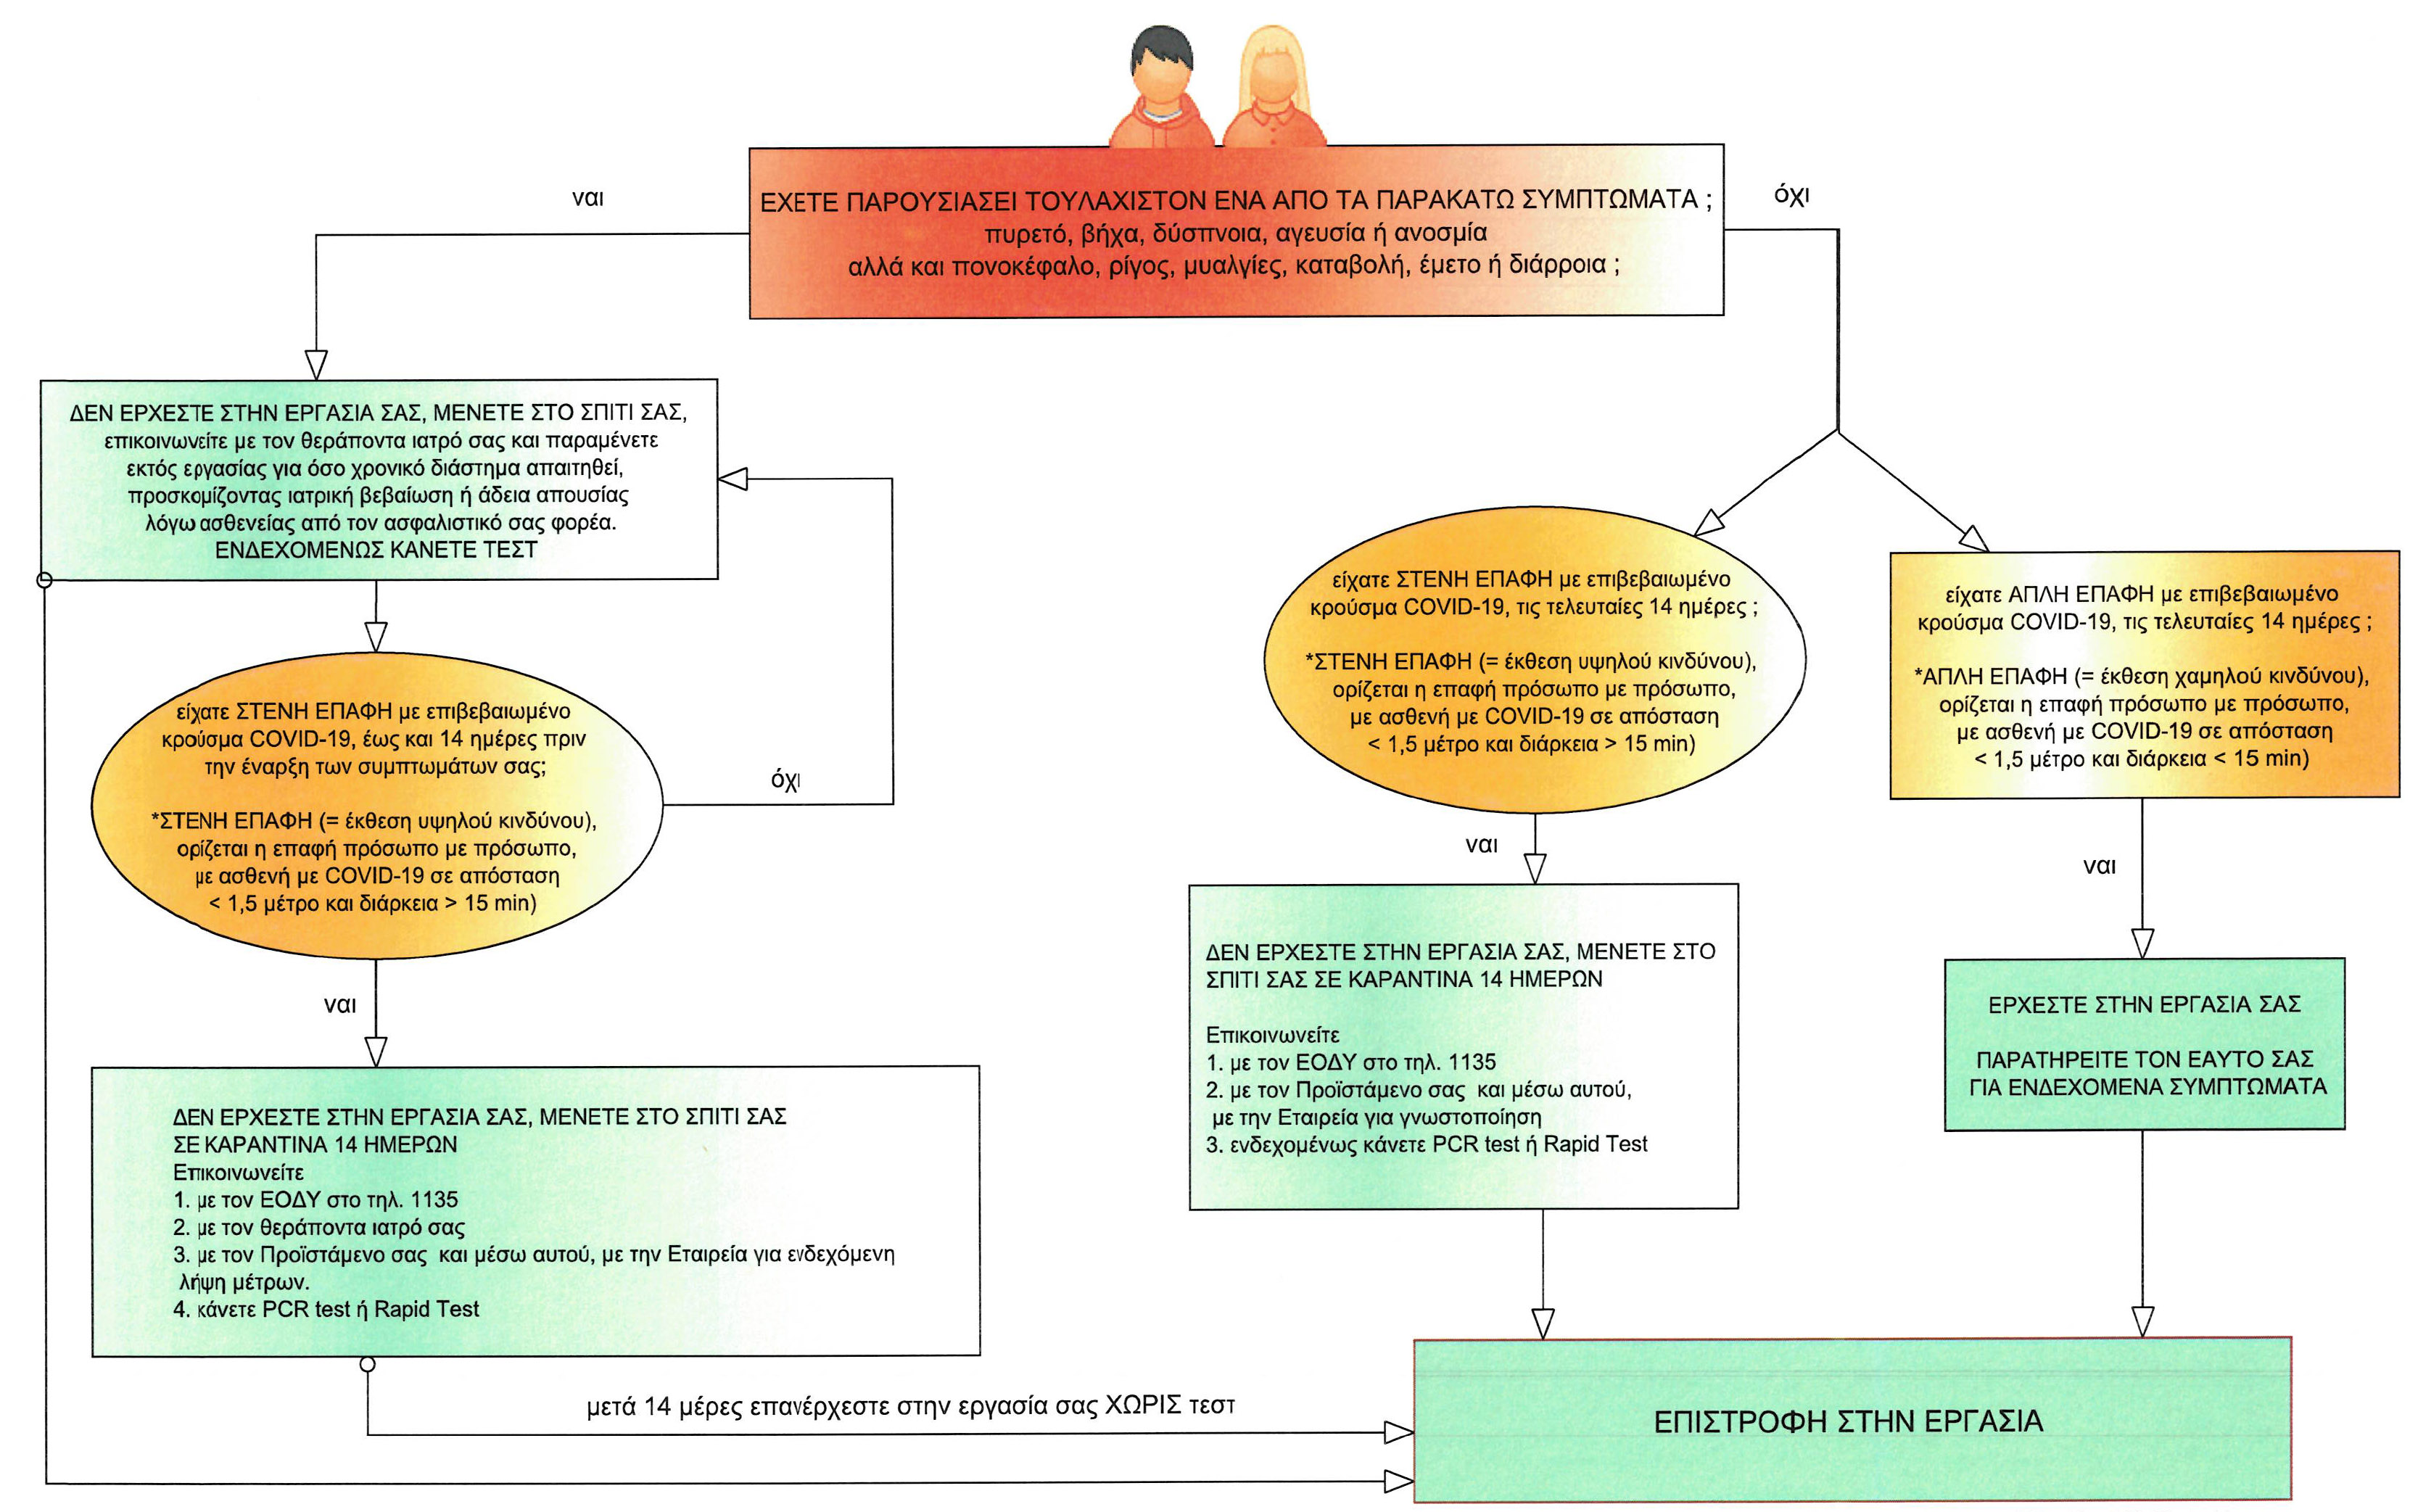 ΕΧΕΤΕ ΠΑΡΟΥΣΙΑΣΕΙ ΤΟΥΛΑΧΙΣΤΟΝ ΕΝΑ ΑΠΟ ΤΑ ΠΑΡΑΚΑΤΩ ΣΥΜΠΤΩΜΑΤΑ ;
πυρετό, βήχα, δύσπνοια, αγευσία ή ανοσμία
αλλά και πονοκέφαλο, ρίγος, μυαλγίες, καταβολή, έμετο ή διάρροια ;
ναι
όχι
ΔΕΝ ΕΡΧΕΣΤΕ ΣΤΗΝ ΕΡΓΑΣΙΑ ΣΑΣ, ΜΕΝΕΤΕ ΣΤΟ ΣΠΙΤΙ ΣΑΣ,
επικοινωνείτε με τον θεράποντα ιατρό σας και παραμένετε
εκτός εργασίας για όσο χρονικό διάστημα απαιτηθεί,
προσκομίζοντας ιατρική βεβαίωση ή άδεια απουσίας
λόγω ασθενείας από τον ασφαλιστικό σας φορέα.
ΕΝΔΕΧΟΜΕΝΩΣ ΚΑΝΕΤΕ ΤΕΣΤ
είχατε ΣΤΕΝΗ ΕΠΑΦΗ με επιβεβαιωμένο
κρούσμα COVID-19, έως και 14 ημέρες πριν
την έναρξη των συμπτωμάτων σας;
*ΣΤΕΝΗ ΕΠΑΦΗ (= έκθεση υψηλού κινδύνου),
ορίζεται η επαφή πρόσωπο με πρόσωπο,
με ασθενή με COVID-19 σε απόσταση
< 1,5 μέτρο και διάρκεια > 15 min)
όχι
ναι
ΔΕΝ ΕΡΧΕΣΤΕ ΣΤΗΝ ΕΡΓΑΣΙΑ ΣΑΣ, ΜΕΝΕΤΕ ΣΤΟ ΣΠΙΤΙ ΣΑΣ
ΣΕ ΚΑΡΑΝΤΙΝΑ 14 ΗΜΕΡΩΝ
Επικοινωνείτε
1. με τον ΕΟΔΥ στο τηλ. 1135
2. με τον θεράποντα ιατρό σας
3. με τον Προϊστάμενο σας και μέσω αυτού, με την Εταιρεία για ενδεχόμενη
λήψη μέτρων.
4. κάνετε PCR test ή Rapid Test
είχατε ΣΤΕΝΗ ΕΠΑΦΗ με επιβεβαιωμένο
κρούσμα COVID-19, τις τελευταίες 14 ημέρες ;
*ΣΤΕΝΗ ΕΠΑΦΗ (= έκθεση υψηλού κινδύνου),
ορίζεται η επαφή πρόσωπο με πρόσωπο,
με ασθενή με COVID-19 σε απόσταση
< 1,5 μέτρο και διάρκεια > 15 min)
ναι
ΔΕΝ ΕΡΧΕΣΤΕ ΣΤΗΝ ΕΡΓΑΣΙΑ ΣΑΣ, ΜΕΝΕΤΕ ΣΤΟ
ΣΠΙΤΙ ΣΑΣ ΣΕ ΚΑΡΑΝΤΙΝΑ 14 ΗΜΕΡΩΝ
Επικοινωνείτε
1. με τον ΕΟΔΥ στο τηλ. 1135
2. με τον Προϊστάμενο σας και μέσω αυτού,
με την Εταιρεία για γνωστοποίηση
3. ενδεχομένως κάνετε PCR test ή Rapid Test
είχατε ΑΠΛΗ ΕΠΑΦΗ με επιβεβαιωμένο
κρούσμα COVID-19, τις τελευταίες 14 ημέρες ;
*ΑΠΛΗ ΕΠΑΦΗ (= έκθεση χαμηλού κινδύνου),
ορίζεται η επαφή πρόσωπο με πρόσωπο,
με ασθενή με COVID-19 σε απόσταση
< 1,5 μέτρο και διάρκεια < 15 min)
ναι
ΕΡΧΕΣΤΕ ΣΤΗΝ ΕΡΓΑΣΙΑ ΣΑΣ
ΠΑΡΑΤΗΡΕΙΤΕ ΤΟΝ ΕΑΥΤΟ ΣΑΣ
ΓΙΑ ΕΝΔΕΧΟΜΕΝΑ ΣΥΜΠΤΩΜΑΤΑ
μετά 14 μέρες επανέρχεστε στην εργασία σας ΧΩΡΙΣ τεστ
ΕΠΙΣΤΡΟΦΗ ΣΤΗΝ ΕΡΓΑΣΙΑ